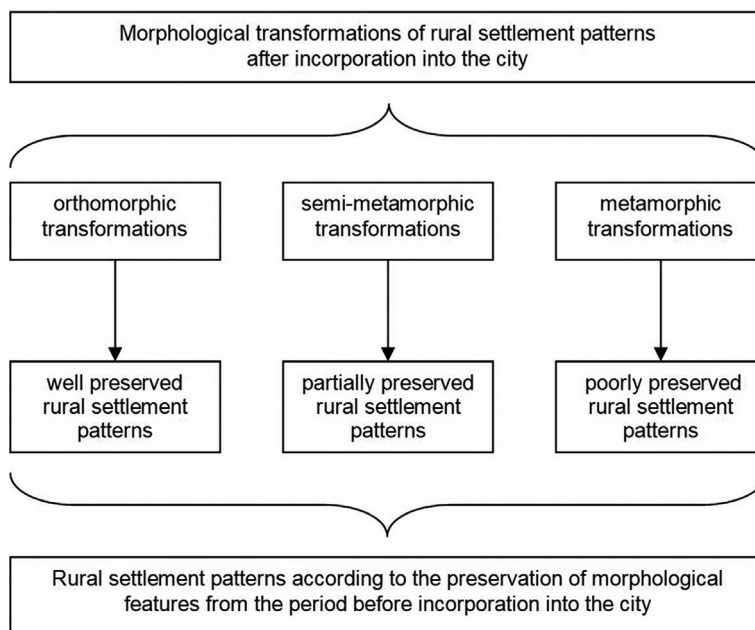 Morphological transformations of rural settlement patterns
after incorporation into the city
orthomorphic
transformations
semi-metamorphic
transformations
metamorphic
transformations
well preserved
rural settlement
patterns
partially preserved
rural settlement
patterns
poorly preserved
rural settlement
patterns
Rural settlement patterns according to the preservation of morphological
features from the period before incorporation into the city